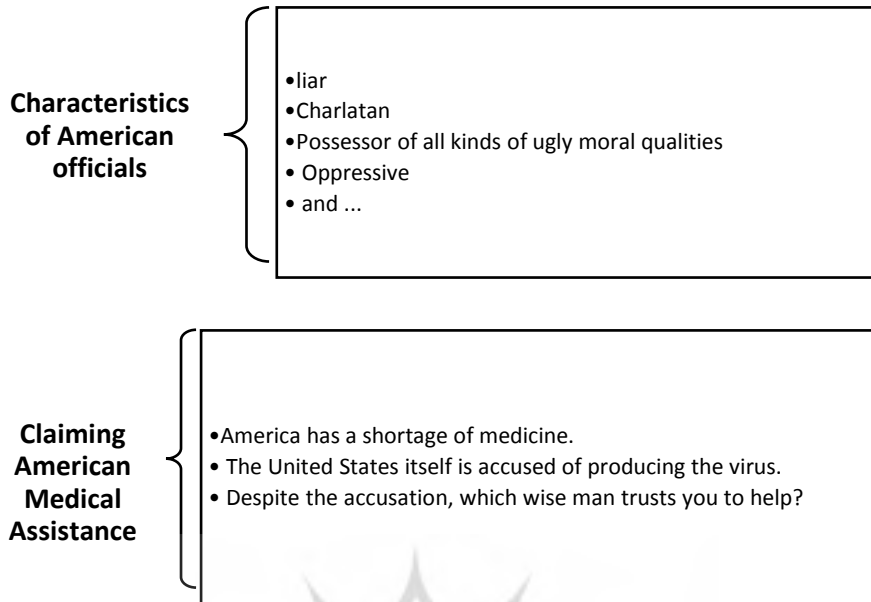 Characteristics
of American
officials
•liar
•Charlatan
•Possessor of all kinds of ugly moral qualities
• Oppressive
• and ...
Claiming
American
Medical
Assistance
•America has a shortage of medicine.
• The United States itself is accused of producing the virus.
• Despite the accusation, which wise man trusts you to help?